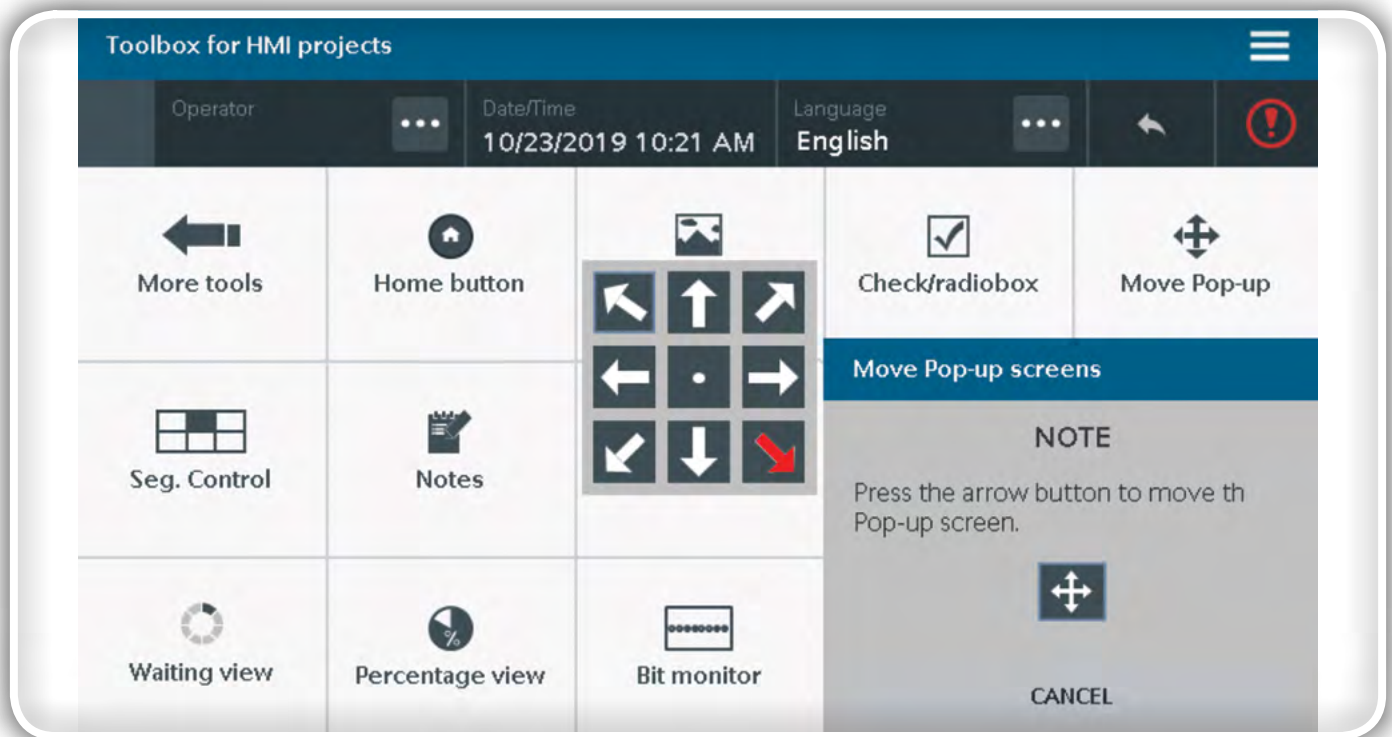 Toolbox for HMI projects
Operator
Date/Time
Language
10/23/2019 10:21 AM
English
More tools
Home button
Check/radiobox
Move Pop-up
Move Pop-up screens
NOTE
Seg. Control
Notes
Press the arrow button to move th
Pop-up screen.
%
Waiting view
Percentage view
Bit monitor
CANCEL